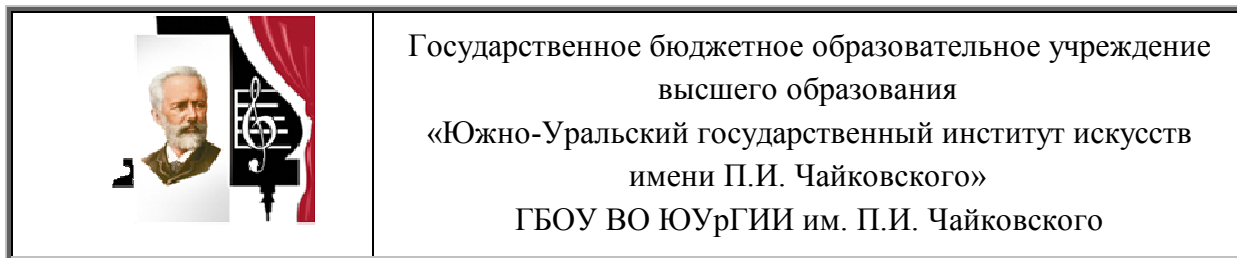 Государственное бюджетное образовательное учреждение
высшего образования
«Южно-Уральский государственный институт искусств
имени П.И. Чайковского»
ГБОУ ВО ЮУрГИИ им. П.И. Чайковского